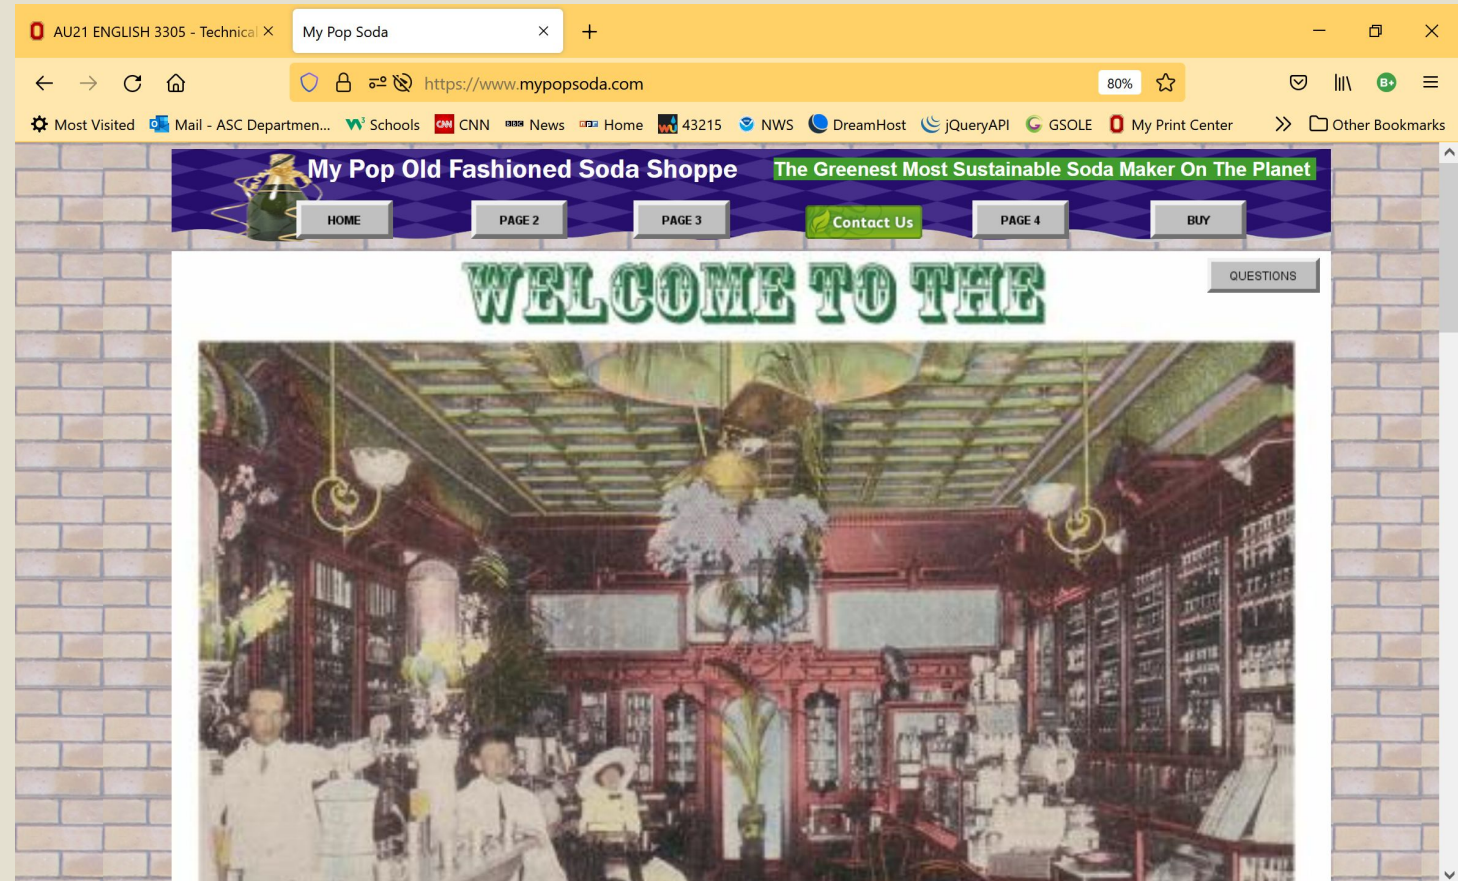 AU21 ENGLISH 3305 - Technical
My Pop Soda
https://www.mypopsoda.com
80%
Most Visited
Mail - ASC Departmen...
Schools
CNN
News
Home
43215
NWS
DreamHost
jQueryAPI
GSOLE
My Print Center
Other Bookmarks
My Pop Old Fashioned Soda Shoppe
The Greenest Most Sustainable Soda Maker On The Planet
HOME
PAGE 2
PAGE 3
Contact Us
PAGE 4
BUY
QUESTIONS
WELCOME TO THE